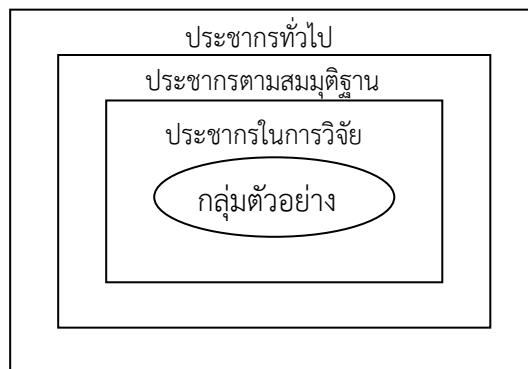 ประชากรทั่วไป
ประชากรตามสมมุติฐาน
ประชากรในการวิจัย
กลุ่มตัวอย่าง